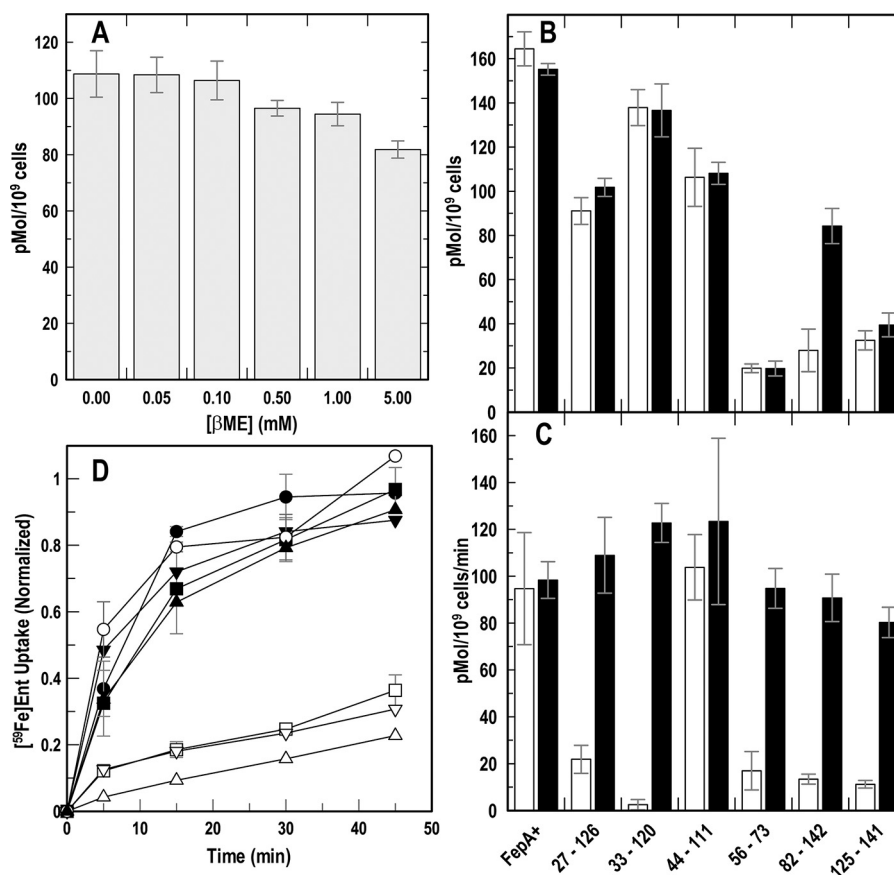 A
120
100
80
60
40
20
0
pMol/10⁹ cells
0.00 0.05 0.10 0.50 1.00 5.00
[βME] (mM)
B
160
140
120
100
80
60
40
20
0
pMol/10⁹ cells
D
1
0.8
0.6
0.4
0.2
0
[⁵⁹Fe]Ent Uptake (Normalized)
0 10 20 30 40 50
Time (min)
C
160
140
120
100
80
60
40
20
0
pMol/10⁹ cells/min
FepA+ 27 - 126 33 - 120 44 - 111 56 - 73 82 - 142 125 - 141